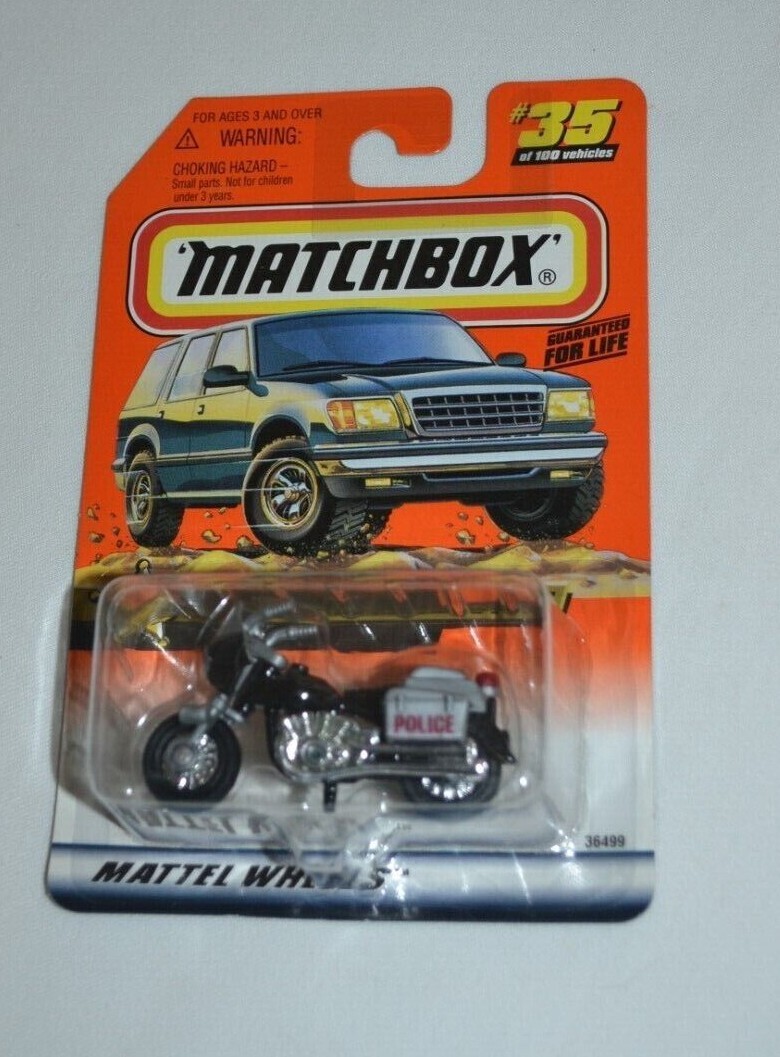 FOR AGES 3 AND OVER
WARNING:
CHOKING HAZARD –
Small parts. Not for children
under 3 years.
#35
of 100 vehicles
'MATCHBOX'®
GUARANTEED
FOR LIFE
POLICE
36499
MATTEL WHEELS™